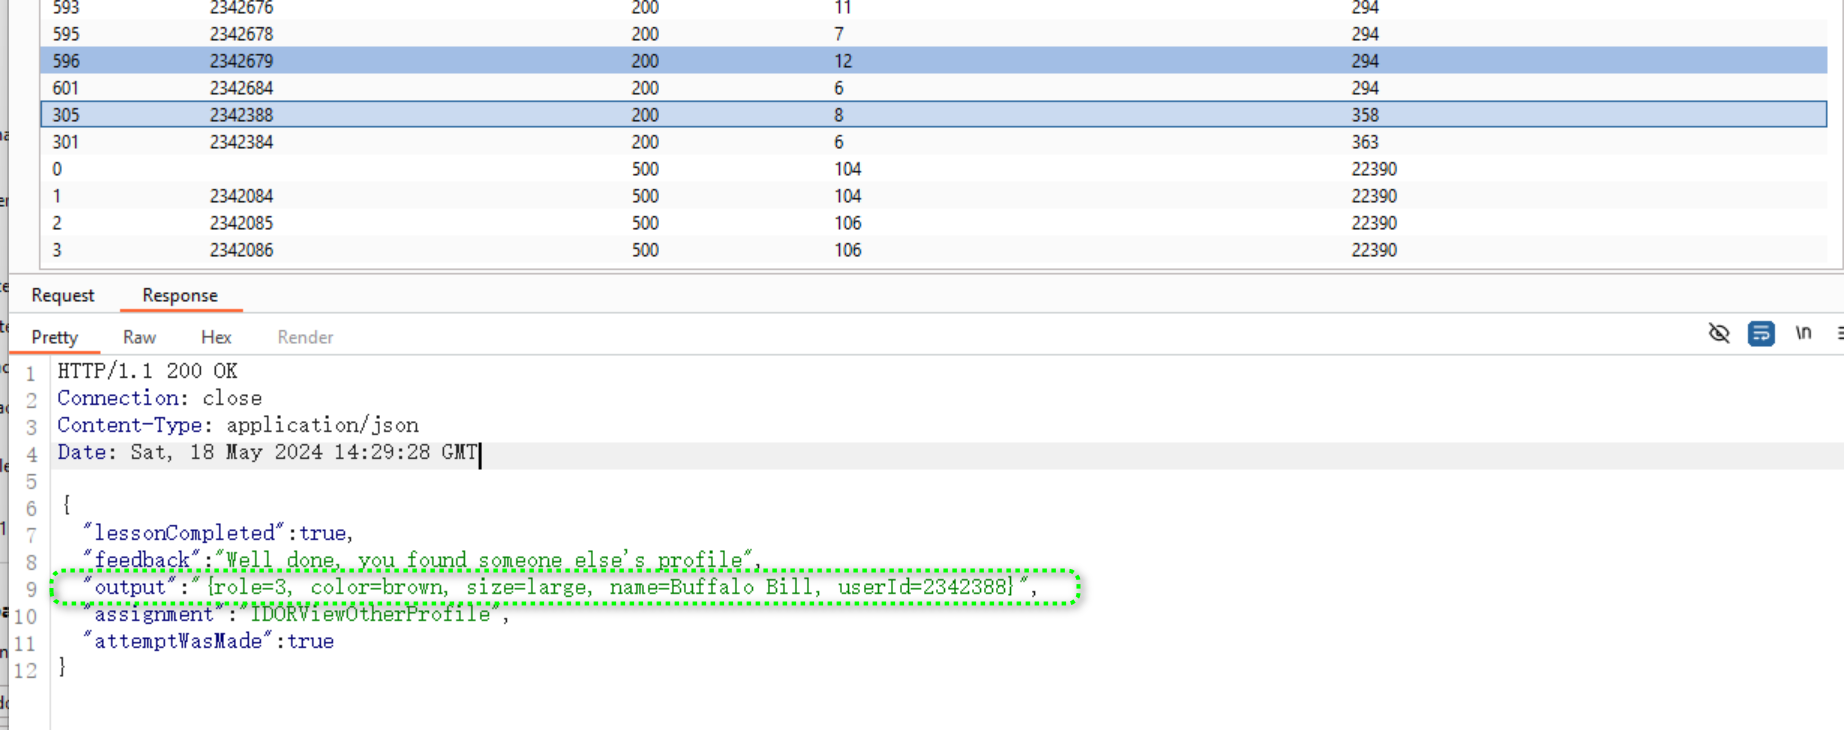 593 2342676 200 11 294
595 2342678 200 7 294
596 2342679 200 12 294
601 2342684 200 6 294
305 2342388 200 8 358
301 2342384 200 6 363
0 500 104 22390
1 2342084 500 104 22390
2 2342085 500 106 22390
3 2342086 500 106 22390
Request Response
Pretty Raw Hex Render \n
1 HTTP/1.1 200 OK
2 Connection: close
3 Content-Type: application/json
4 Date: Sat, 18 May 2024 14:29:28 GMT
5
6 {
7 "lessonCompleted":true,
8 "feedback":"Well done, you found someone else's profile",
9 "output":"{role=3, color=brown, size=large, name=Buffalo Bill, userId=2342388}",
10 "assignment":"IDORViewOtherProfile",
11 "attemptWasMade":true
12 }